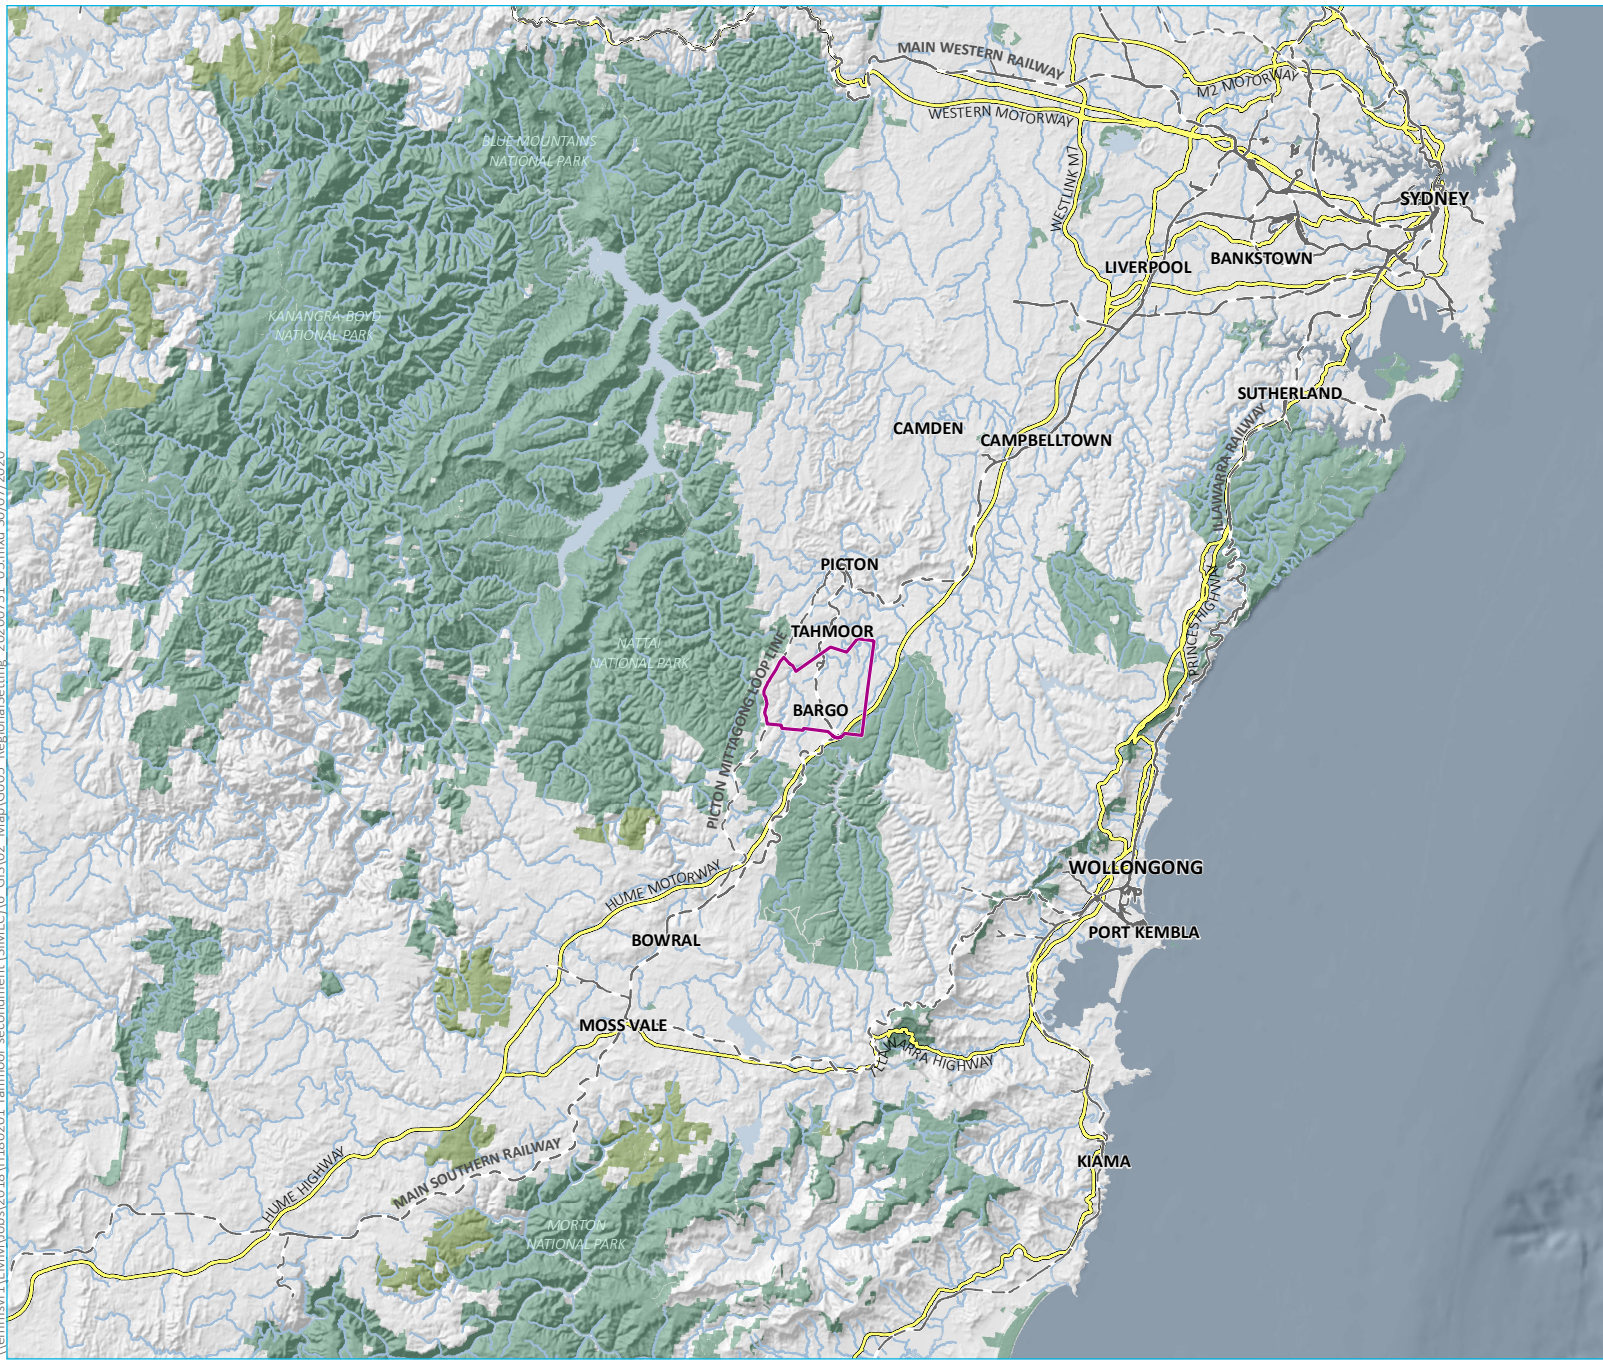 MAIN WESTERN RAILWAY
M2 MOTORWAY
WESTERN MOTORWAY
BLUE MOUNTAINS
NATIONAL PARK
WESTLINK M7
SYDNEY
BANKSTOWN
LIVERPOOL
KANANGRA-BOYD
NATIONAL PARK
SUTHERLAND
CAMDEN
CAMPBELLTOWN
ILLAWARRA RAILWAY
PICTON
PRINCES HIGHWAY
TAHMOOR
NATTAI
NATIONAL PARK
PICTON MITTAGONG LOOP LINE
BARGO
WOLLONGONG
HUME MOTORWAY
PORT KEMBLA
BOWRAL
MOSS VALE
ILLAWARRA HIGHWAY
KIAMA
HUME HIGHWAY
MAIN SOUTHERN RAILWAY
MORTON
NATIONAL PARK